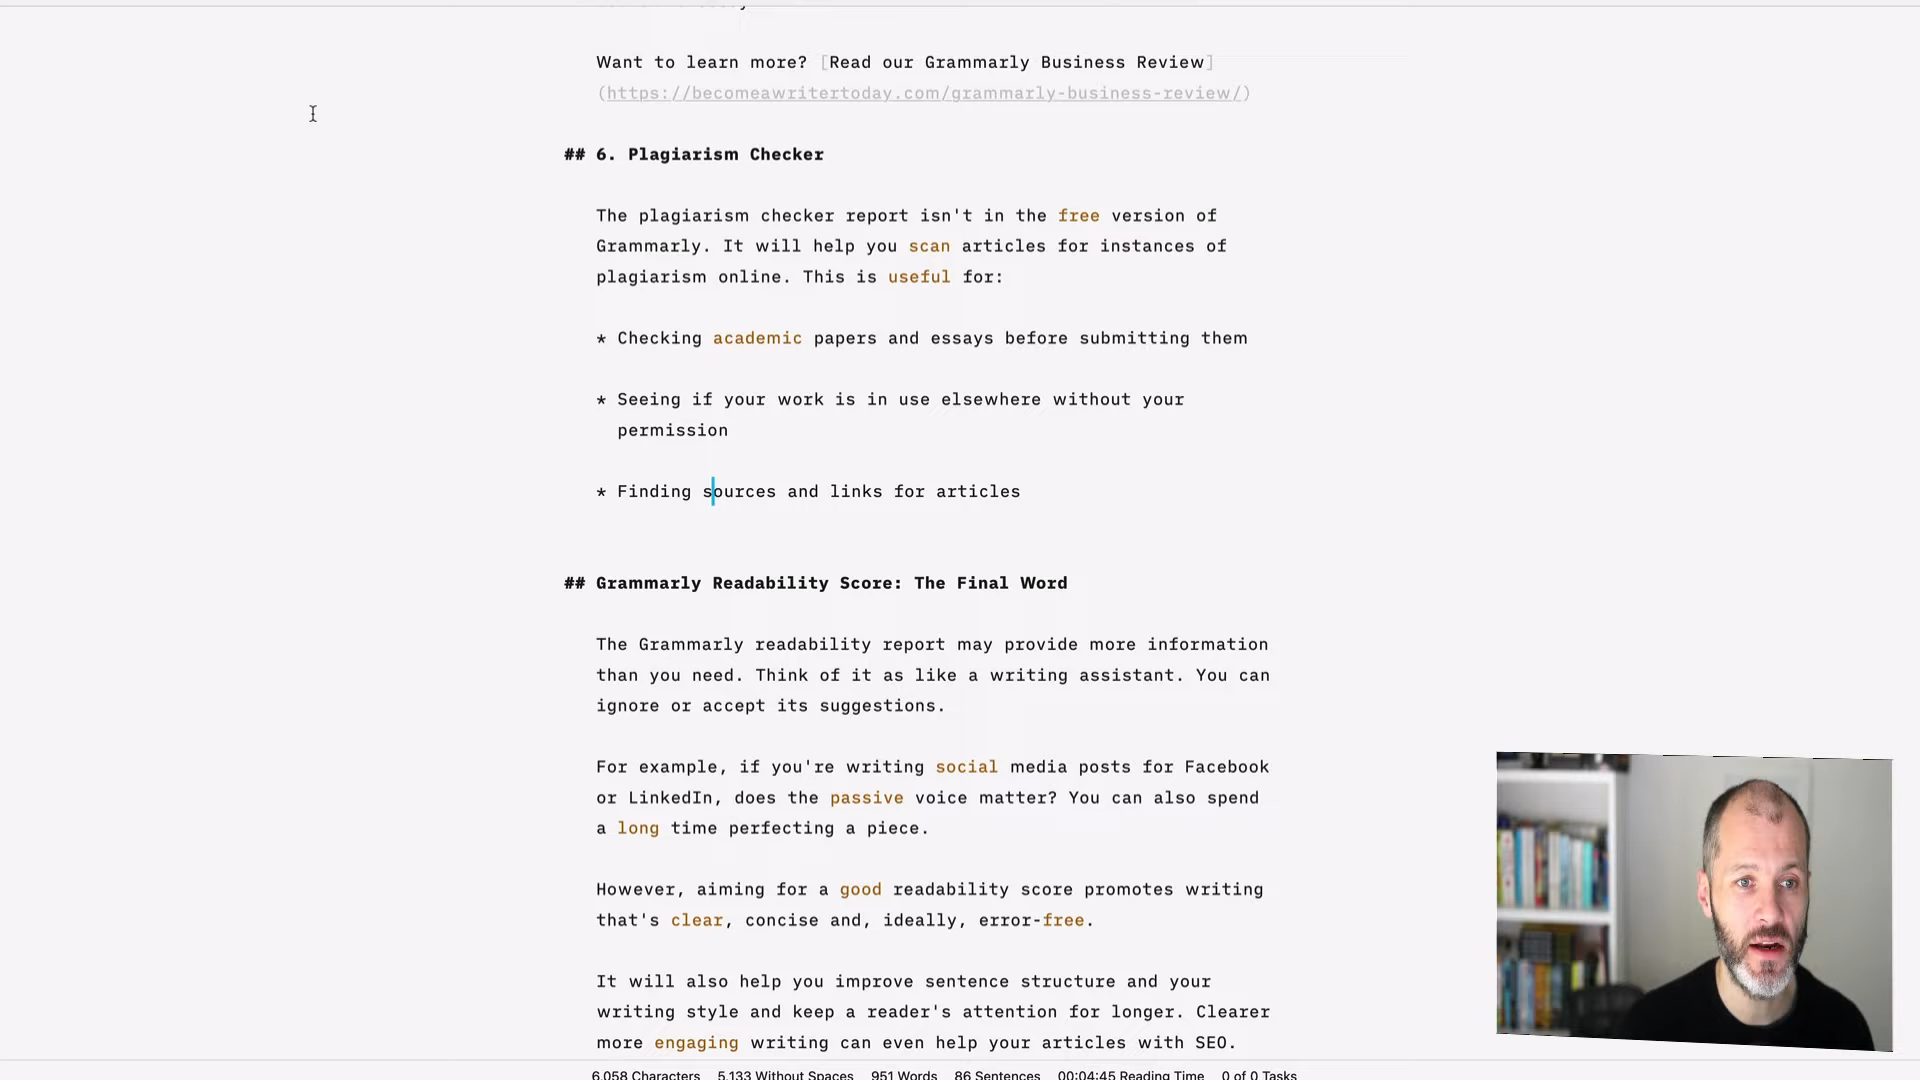 Want to learn more? [Read our Grammarly Business Review]
(https://becomeawritertoday.com/grammarly-business-review/)
## 6. Plagiarism Checker
The plagiarism checker report isn't in the free version of
Grammarly. It will help you scan articles for instances of
plagiarism online. This is useful for:
* Checking academic papers and essays before submitting them
* Seeing if your work is in use elsewhere without your
permission
* Finding sources and links for articles
## Grammarly Readability Score: The Final Word
The Grammarly readability report may provide more information
than you need. Think of it as like a writing assistant. You can
ignore or accept its suggestions.
For example, if you're writing social media posts for Facebook
or LinkedIn, does the passive voice matter? You can also spend
a long time perfecting a piece.
However, aiming for a good readability score promotes writing
that's clear, concise and, ideally, error-free.
It will also help you improve sentence structure and your
writing style and keep a reader's attention for longer. Clearer
more engaging writing can even help your articles with SEO.
6,058 Characters 5,133 Without Spaces 951 Words 86 Sentences 00:04:45 Reading Time 0 of 0 Tasks